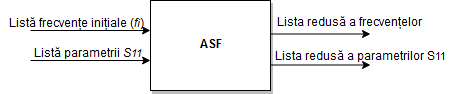 Listă frecvențe inițiale (fi)
Listă parametrii S11
ASF
Lista redusă a frecvențelor
Lista redusă a parametrilor S11